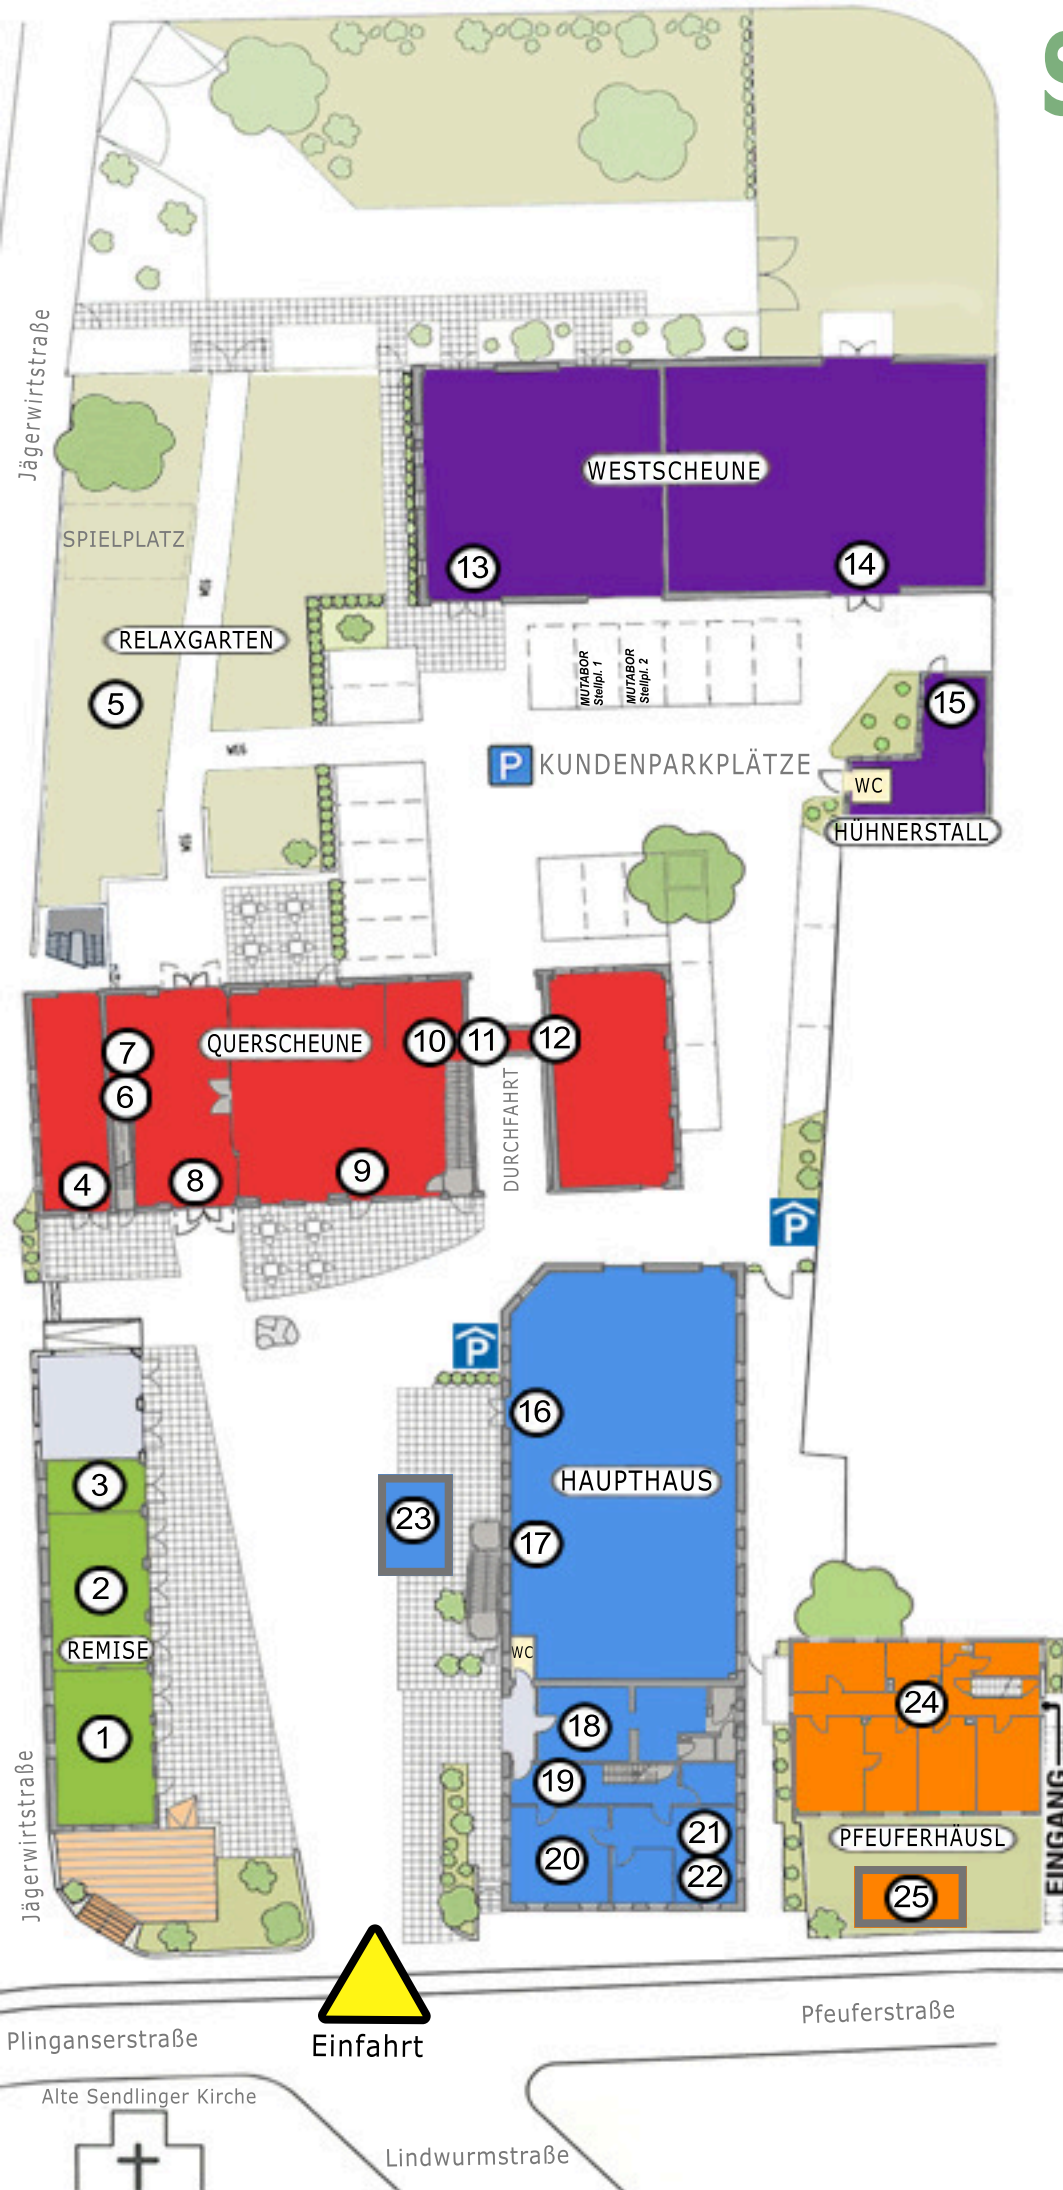 S
Jägerwirtstraße
WESTSCHEUNE
SPIELPLATZ
13
14
RELAXGARTEN
MUTABOR
Stellpl. 1
MUTABOR
Stellpl. 2
5
15
P KUNDENPARKPLÄTZE
WC
HÜHNERSTALL
QUERSCHEUNE
7
10
11
12
6
DURCHFAHRT
4
8
9
P
P
16
HAUPTHAUS
3
23
17
2
REMISE
WC
24
1
18
19
21
20
22
PFEUFERHÄUSL
25
EINGANG
Jägerwirtstraße
Einfahrt
Pfeuferstraße
Plinganserstraße
Alte Sendlinger Kirche
Lindwurmstraße